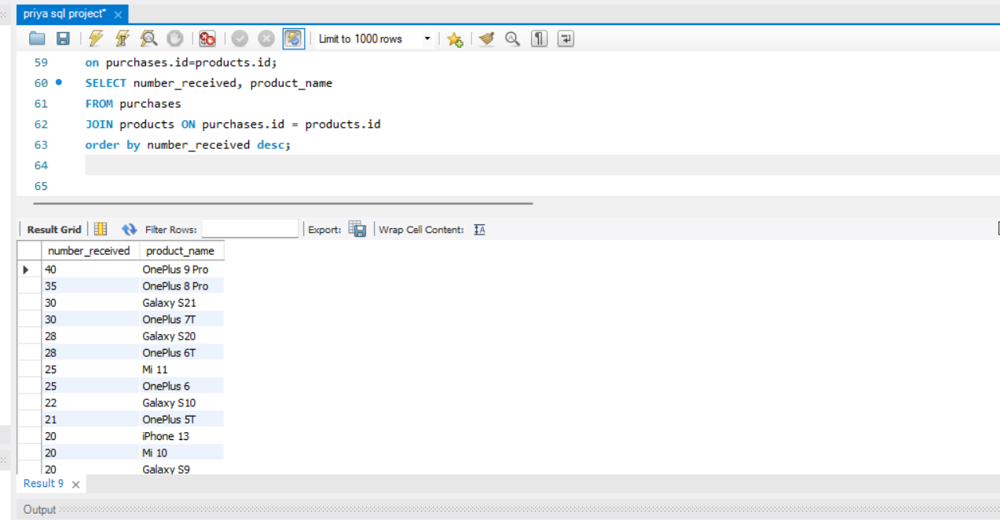 priya sql project*
Limit to 1000 rows
59 on purchases.id=products.id;
60 SELECT number_received, product_name
61 FROM purchases
62 JOIN products ON purchases.id = products.id
63 order by number_received desc;
64
65
Result Grid Filter Rows: Export: Wrap Cell Content:
number_received product_name
40 OnePlus 9 Pro
35 OnePlus 8 Pro
30 Galaxy S21
30 OnePlus 7T
28 Galaxy S20
28 OnePlus 6T
25 Mi 11
25 OnePlus 6
22 Galaxy S10
21 OnePlus 5T
20 iPhone 13
20 Mi 10
20 Galaxy S9
Result 9
Output